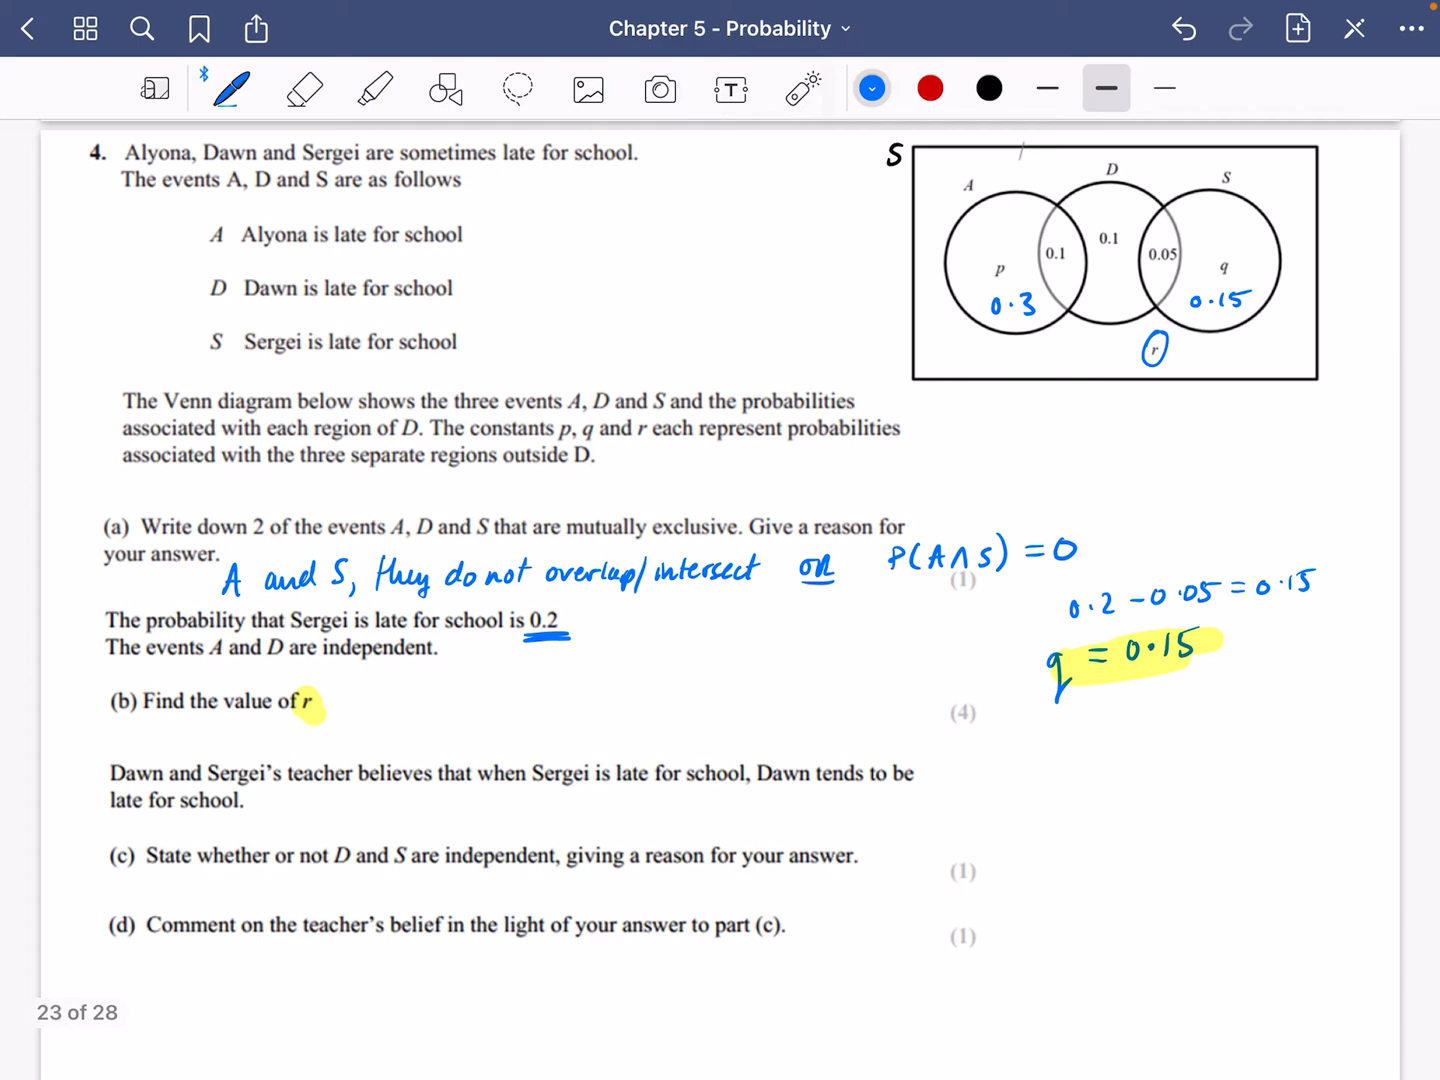 Chapter 5 - Probability
T
4. Alyona, Dawn and Sergei are sometimes late for school.
The events A, D and S are as follows
A Alyona is late for school
D Dawn is late for school
S Sergei is late for school
S
A
D
S
p
0.1
0.1
0.05
q
0.3
0.15
r
The Venn diagram below shows the three events A, D and S and the probabilities
associated with each region of D. The constants p, q and r each represent probabilities
associated with the three separate regions outside D.
(a) Write down 2 of the events A, D and S that are mutually exclusive. Give a reason for
your answer.
A and S, they do not overlap/intersect or P(A∩S) = 0
(1)
0.2 - 0.05 = 0.15
The probability that Sergei is late for school is 0.2
The events A and D are independent.
q = 0.15
(b) Find the value of r
(4)
Dawn and Sergei's teacher believes that when Sergei is late for school, Dawn tends to be
late for school.
(c) State whether or not D and S are independent, giving a reason for your answer.
(1)
(d) Comment on the teacher's belief in the light of your answer to part (c).
(1)
23 of 28